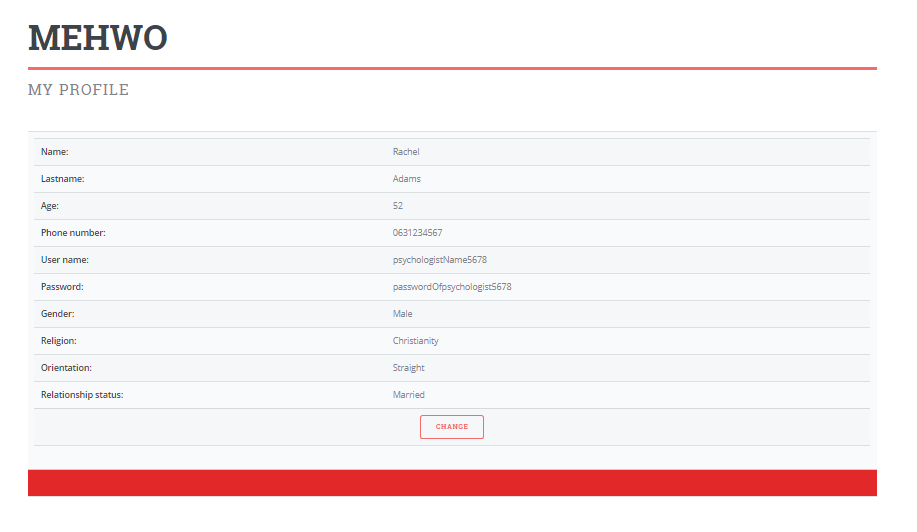 MEHWO
MY PROFILE
Name: Rachel
Lastname: Adams
Age: 52
Phone number: 0631234567
User name: psychologistName5678
Password: passwordOfpsychologist5678
Gender: Male
Religion: Christianity
Orientation: Straight
Relationship status: Married
CHANGE